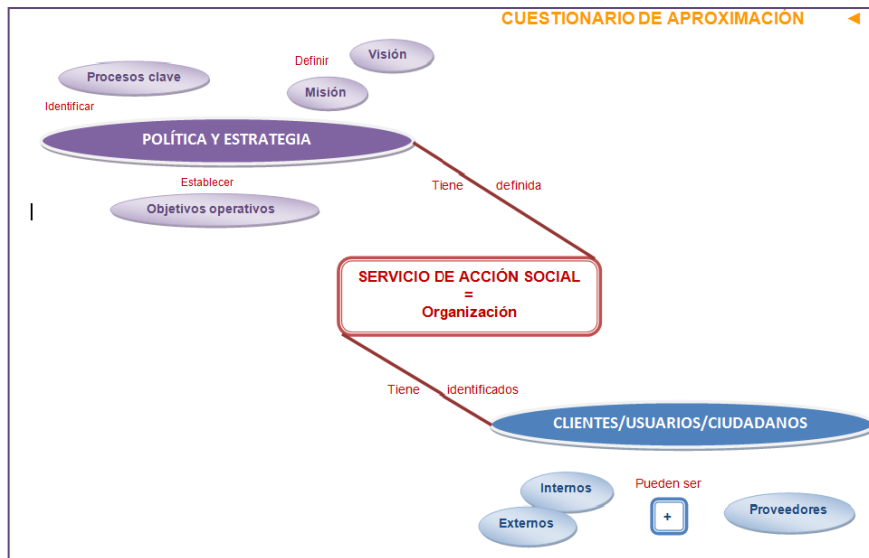 CUESTIONARIO DE APROXIMACIÓN
Visión
Definir
Procesos clave
Misión
Identificar
POLÍTICA Y ESTRATEGIA
Establecer
Tiene definida
Objetivos operativos
SERVICIO DE ACCIÓN SOCIAL
=
Organización
Tiene identificados
CLIENTES/USUARIOS/CIUDADANOS
Internos
Pueden ser
Externos
+
Proveedores